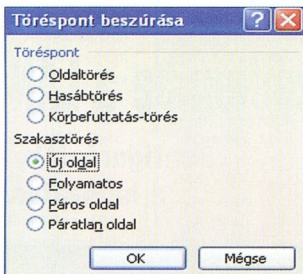 Töréspont beszúrása
Töréspont
Oldaltörés
Hasábtörés
Körbefuttatás-törés
Szakasztörés
Új oldal
Folyamatos
Páros oldal
Páratlan oldal
OK Mégse